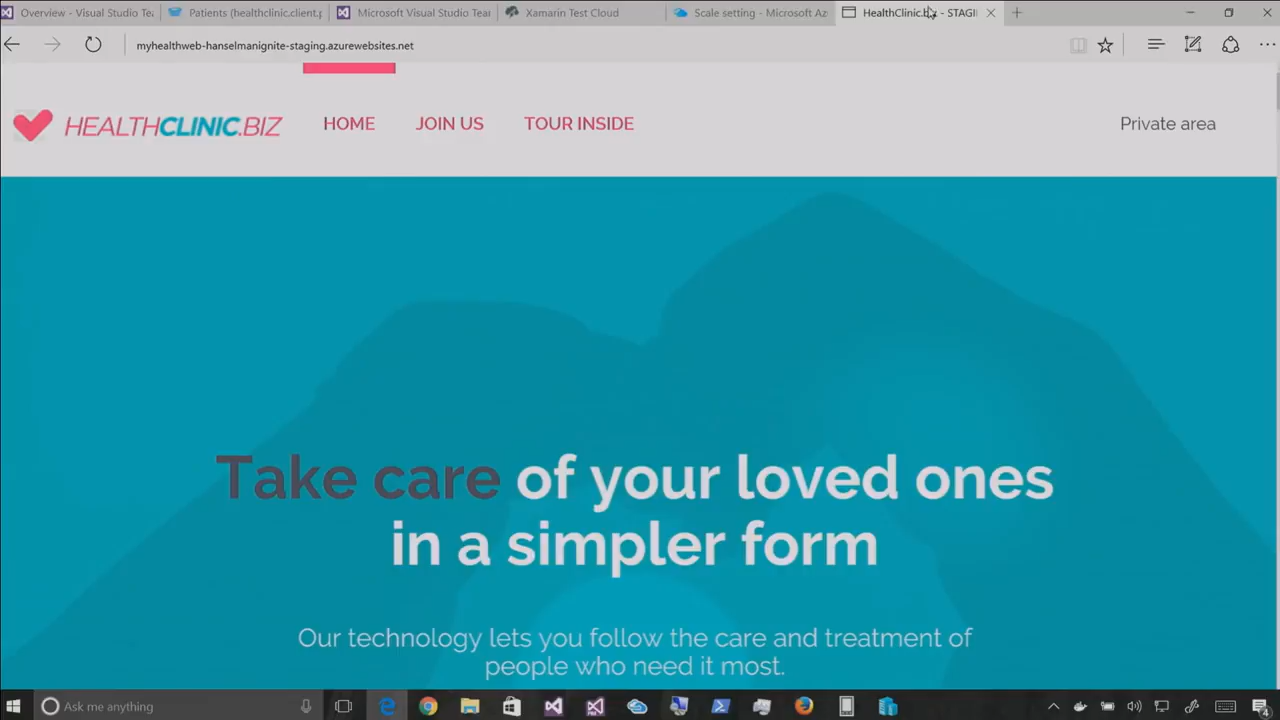 Overview - Visual Studio Tea
Patients (healthclinic.client.p
Microsoft Visual Studio Team
Xamarin Test Cloud
Scale setting - Microsoft Az
HealthClinic.biz - STAGI
myhealthweb-hanselmanignite-staging.azurewebsites.net
HEALTHCLINIC.BIZ
HOME
JOIN US
TOUR INSIDE
Private area
Take care of your loved ones
in a simpler form
Our technology lets you follow the care and treatment of
people who need it most.
Ask me anything